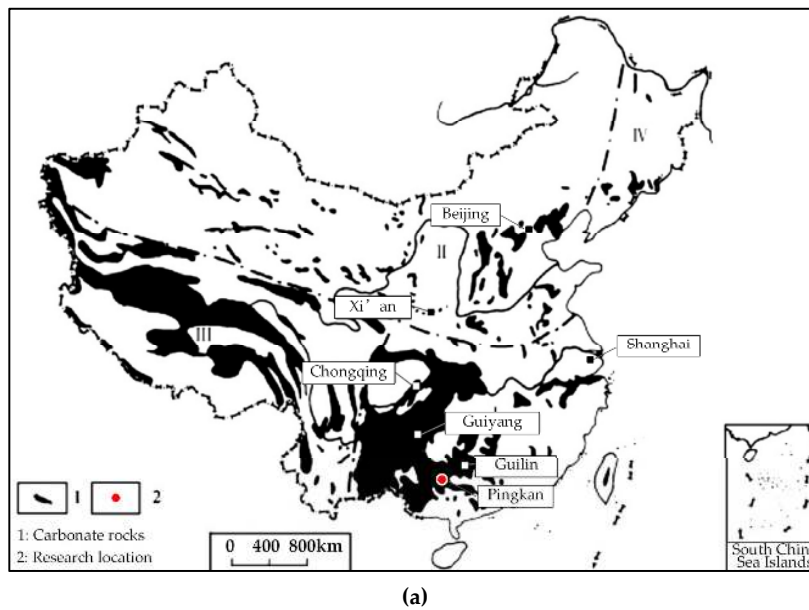 IV
Beijing
II
Xi’an
Shanghai
III
Chongqing
Guiyang
Guilin
Pingkan
1 2
1: Carbonate rocks
2: Research location
0 400 800km
South Chin
Sea Islands
(a)